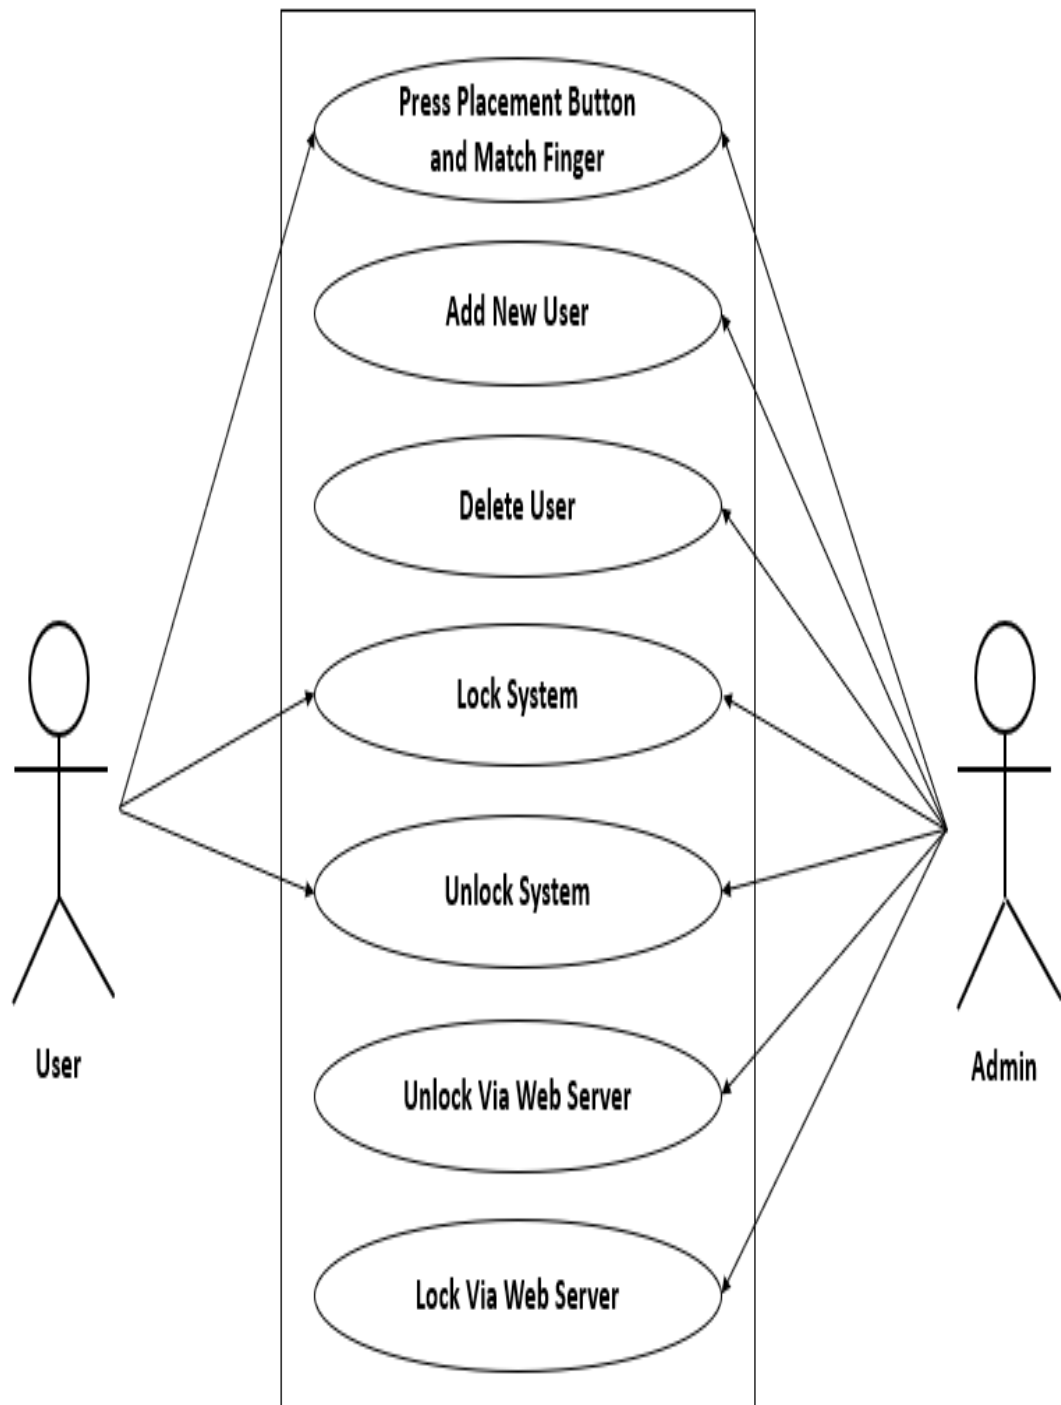 Press Placement Button
and Match Finger
Add New User
Delete User
Lock System
Unlock System
User
Admin
Unlock Via Web Server
Lock Via Web Server